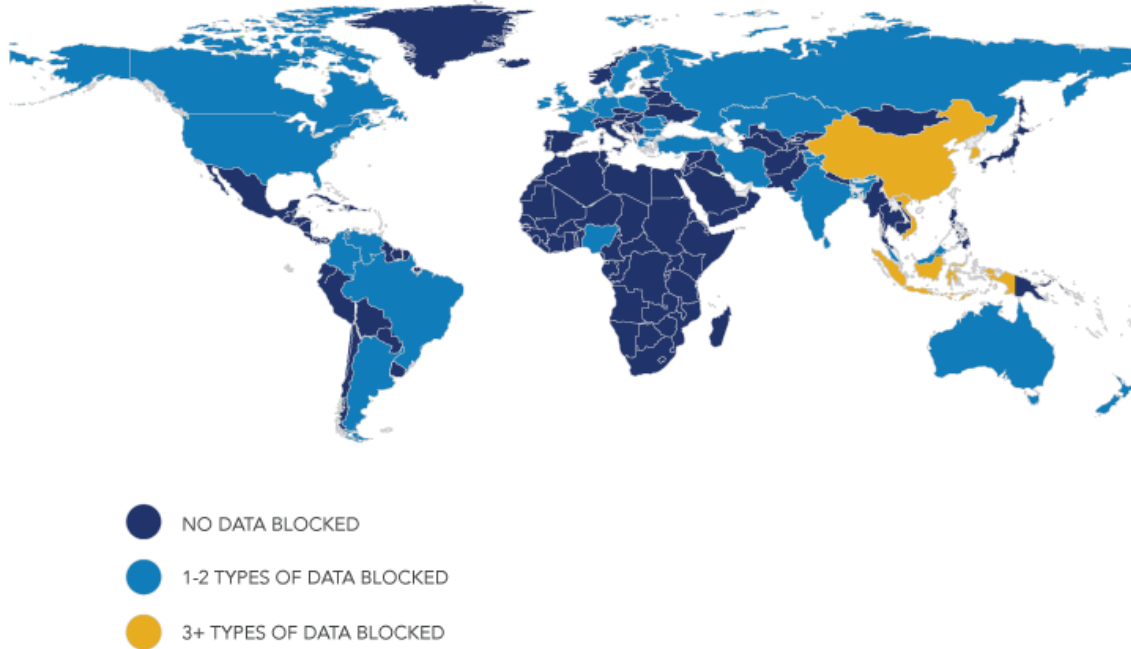 NO DATA BLOCKED
1-2 TYPES OF DATA BLOCKED
3+ TYPES OF DATA BLOCKED